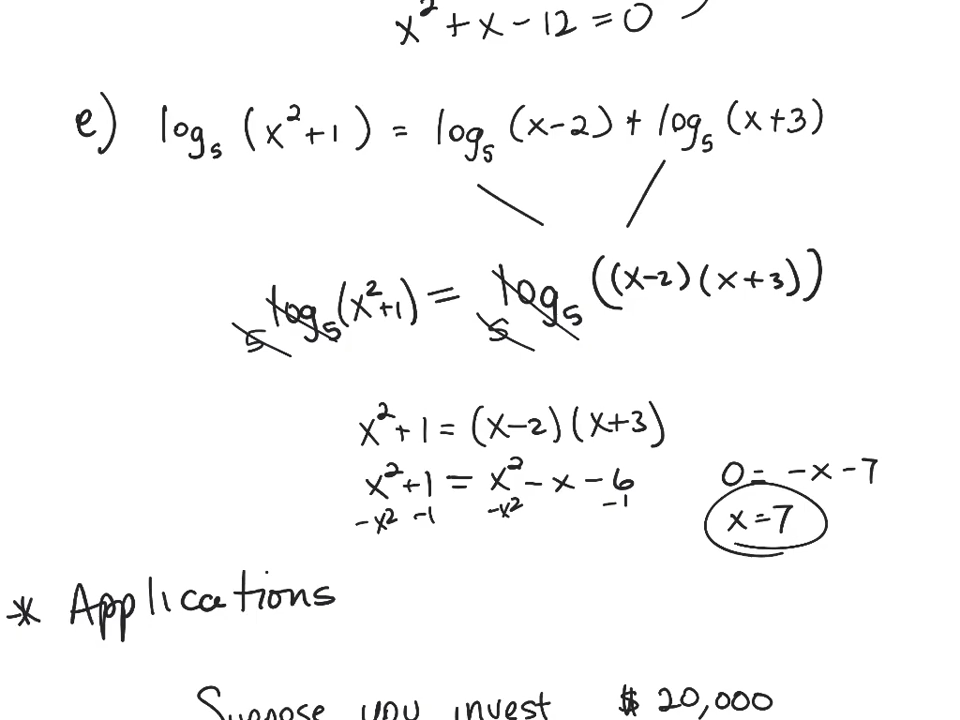 x² + x - 12 = 0 )
e) log₅ (x²+1) = log₅ (x-2) + log₅ (x+3)
5 log₅ (x²+1) = 5 log₅ ((x-2)(x+3))
x² + 1 = (x-2)(x+3)
x² + 1 = x² - x - 6
-x² -1 -x² -1
0 = -x - 7
x = 7
* Applications
Suppose you invest $ 20,000